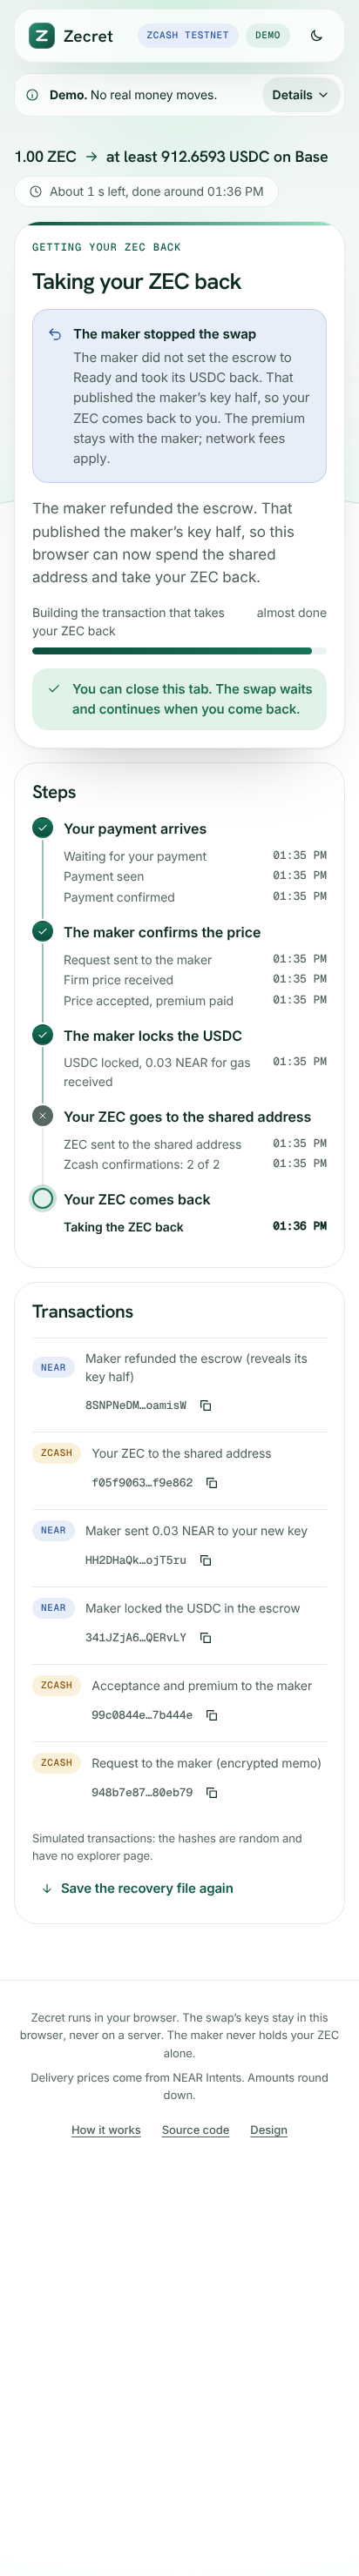 Zecret
ZCASH TESTNET
DEMO
Demo. No real money moves.
Details
1.00 ZEC → at least 912.6593 USDC on Base
About 1 s left, done around 01:36 PM
GETTING YOUR ZEC BACK
Taking your ZEC back
The maker stopped the swap
The maker did not set the escrow to
Ready and took its USDC back. That
published the maker’s key half, so your
ZEC comes back to you. The premium
stays with the maker; network fees
apply.
The maker refunded the escrow. That
published the maker’s key half, so this
browser can now spend the shared
address and take your ZEC back.
Building the transaction that takes
your ZEC back
almost done
You can close this tab. The swap waits
and continues when you come back.
Steps
Your payment arrives
Waiting for your payment 01:35 PM
Payment seen 01:35 PM
Payment confirmed 01:35 PM
The maker confirms the price
Request sent to the maker 01:35 PM
Firm price received 01:35 PM
Price accepted, premium paid 01:35 PM
The maker locks the USDC
USDC locked, 0.03 NEAR for gas 01:35 PM
received
Your ZEC goes to the shared address
ZEC sent to the shared address 01:35 PM
Zcash confirmations: 2 of 2 01:35 PM
Your ZEC comes back
Taking the ZEC back 01:36 PM
Transactions
NEAR
Maker refunded the escrow (reveals its
key half)
8SNPNeDM…oamisW
ZCASH
Your ZEC to the shared address
f05f9063…f9e862
NEAR
Maker sent 0.03 NEAR to your new key
HH2DHaQk…ojT5ru
NEAR
Maker locked the USDC in the escrow
341JZjA6…QERvLY
ZCASH
Acceptance and premium to the maker
99c0844e…7b444e
ZCASH
Request to the maker (encrypted memo)
948b7e87…80eb79
Simulated transactions: the hashes are random and
have no explorer page.
Save the recovery file again
Zecret runs in your browser. The swap’s keys stay in this
browser, never on a server. The maker never holds your ZEC
alone.
Delivery prices come from NEAR Intents. Amounts round
down.
How it works
Source code
Design